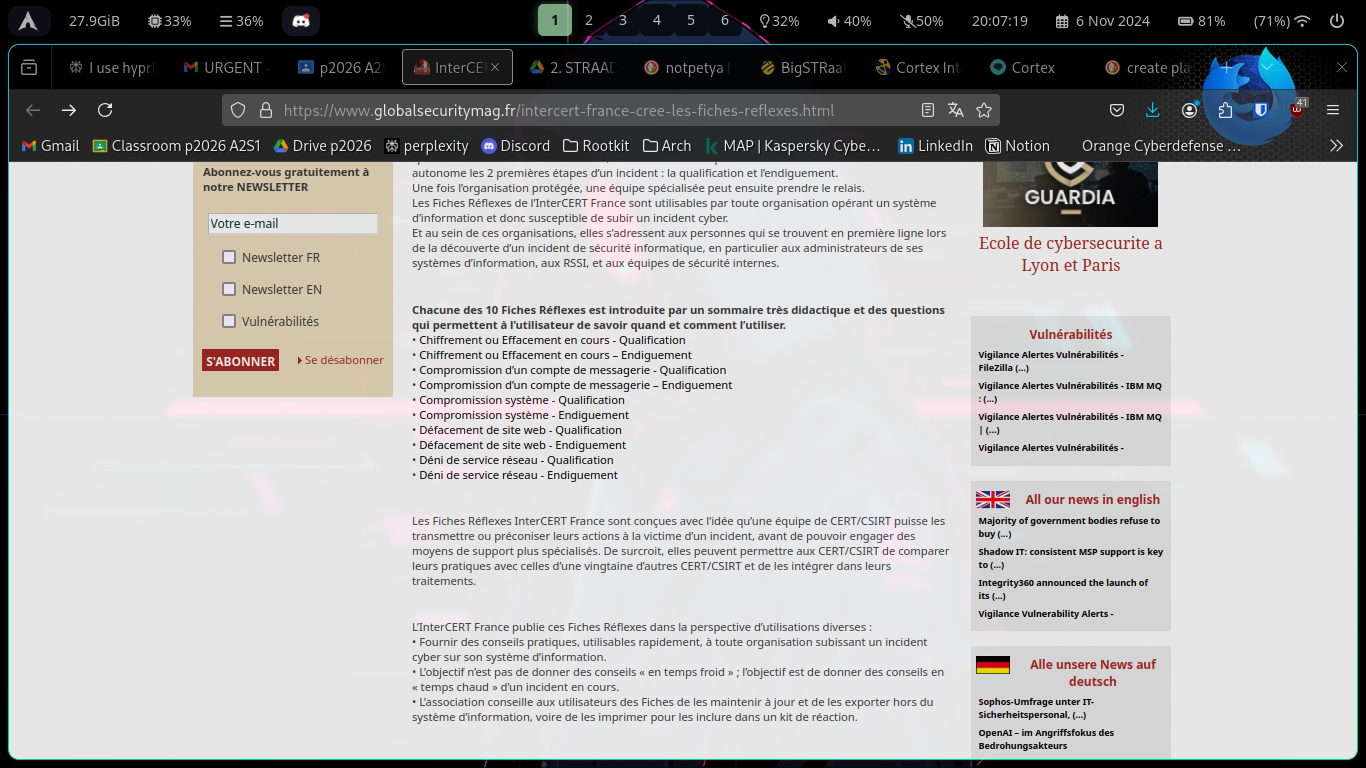 27.9GiB 33% 36% 1 2 3 4 5 6 32% 40% 50% 20:07:19 6 Nov 2024 81% (71%)
I use hypr URGENT - p2026 A2S InterCE 2. STRAAD notpetya BigSTRaat Cortex Int Cortex create pla
https://www.globalsecuritymag.fr/intercert-france-cree-les-fiches-reflexes.html 41
Gmail Classroom p2026 A2S1 Drive p2026 perplexity Discord Rootkit Arch MAP | Kaspersky Cybe... LinkedIn Notion Orange Cyberdefense ...
Abonnez-vous gratuitement à
notre NEWSLETTER
Votre e-mail
Newsletter FR
Newsletter EN
Vulnérabilités
S'ABONNER Se désabonner
autonome les 2 premières étapes d’un incident : la qualification et l’endiguement.
Une fois l’organisation protégée, une équipe spécialisée peut ensuite prendre le relais.
Les Fiches Réflexes de l’InterCERT France sont utilisables par toute organisation opérant un système
d’information et donc susceptible de subir un incident cyber.
Et au sein de ces organisations, elles s’adressent aux personnes qui se trouvent en première ligne lors
de la découverte d’un incident de sécurité informatique, en particulier aux administrateurs de ses
systèmes d’information, aux RSSI, et aux équipes de sécurité internes.
Chacune des 10 Fiches Réflexes est introduite par un sommaire très didactique et des questions
qui permettent à l’utilisateur de savoir quand et comment l’utiliser.
• Chiffrement ou Effacement en cours - Qualification
• Chiffrement ou Effacement en cours – Endiguement
• Compromission d’un compte de messagerie - Qualification
• Compromission d’un compte de messagerie – Endiguement
• Compromission système - Qualification
• Compromission système - Endiguement
• Défacement de site web - Qualification
• Défacement de site web - Endiguement
• Déni de service réseau - Qualification
• Déni de service réseau - Endiguement
Les Fiches Réflexes InterCERT France sont conçues avec l’idée qu’une équipe de CERT/CSIRT puisse les
transmettre ou préconiser leurs actions à la victime d’un incident, avant de pouvoir engager des
moyens de support plus spécialisés. De surcroit, elles peuvent permettre aux CERT/CSIRT de comparer
leurs pratiques avec celles d’une vingtaine d’autres CERT/CSIRT et de les intégrer dans leurs
traitements.
L’InterCERT France publie ces Fiches Réflexes dans la perspective d’utilisations diverses :
• Fournir des conseils pratiques, utilisables rapidement, à toute organisation subissant un incident
cyber sur son système d’information.
• L’objectif n’est pas de donner des conseils « en temps froid » ; l’objectif est de donner des conseils en
« temps chaud » d’un incident en cours.
• L’association conseille aux utilisateurs des Fiches de les maintenir à jour et de les exporter hors du
système d’information, voire de les imprimer pour les inclure dans un kit de réaction.
GUARDIA
Ecole de cybersecurite a
Lyon et Paris
Vulnérabilités
Vigilance Alertes Vulnérabilités -
FileZilla (...)
Vigilance Alertes Vulnérabilités - IBM MQ
: (...)
Vigilance Alertes Vulnérabilités - IBM MQ
| (...)
Vigilance Alertes Vulnérabilités -
All our news in english
Majority of government bodies refuse to
buy (...)
Shadow IT: consistent MSP support is key
to (...)
Integrity360 announced the launch of
its (...)
Vigilance Vulnerability Alerts -
Alle unsere News auf
deutsch
Sophos-Umfrage unter IT-
Sicherheitspersonal, (...)
OpenAI – im Angriffsfokus des
Bedrohungsakteurs